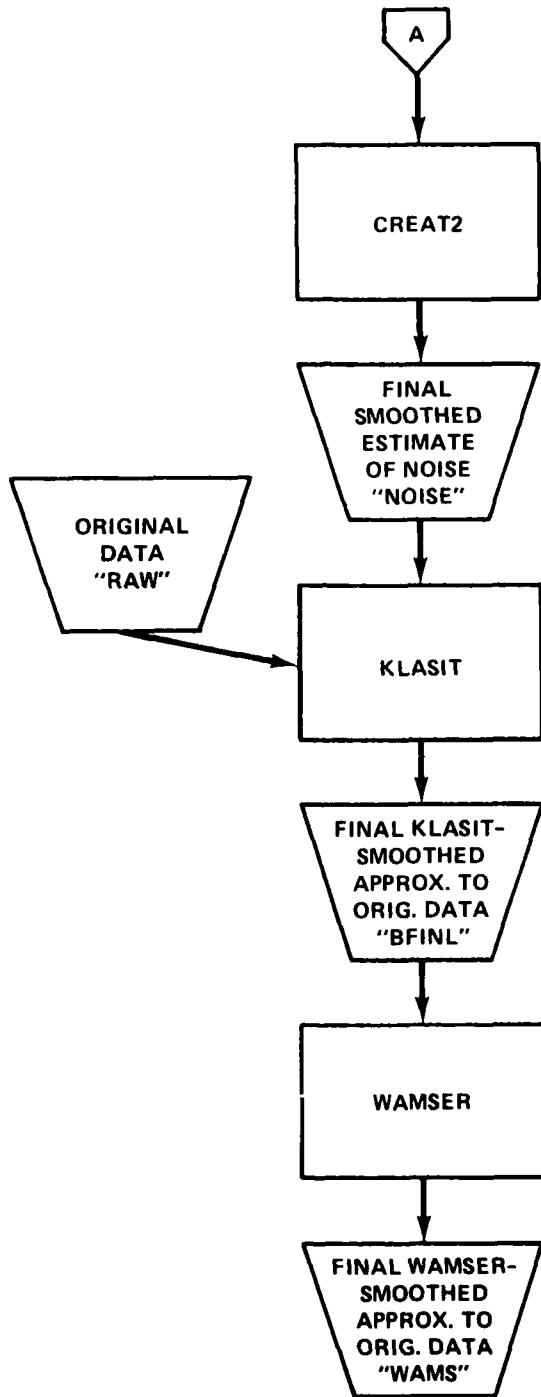 A
CREAT2
FINAL
SMOOTHED
ESTIMATE
OF NOISE
"NOISE"
ORIGINAL
DATA
"RAW"
KLASIT
FINAL KLASIT-
SMOOTHED
APPROX. TO
ORIG. DATA
"BFINL"
WAMSER
FINAL WAMSER-
SMOOTHED
APPROX. TO
ORIG. DATA
"WAMS"